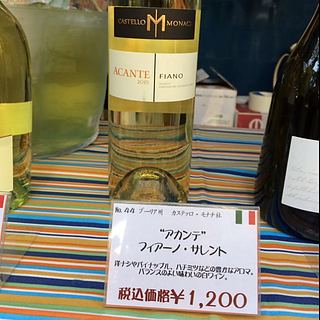 CASTELLO MONACI
ACANTE
FIANO
No.44 プーリア州 カステッロ・モナチ社
"アカンテ"
フィアーノ・サレント
洋ナシやパイナップル、ハチミツなどの豊かなアロマ。
バランスのよい味わいの白ワイン。
税込価格¥1,200